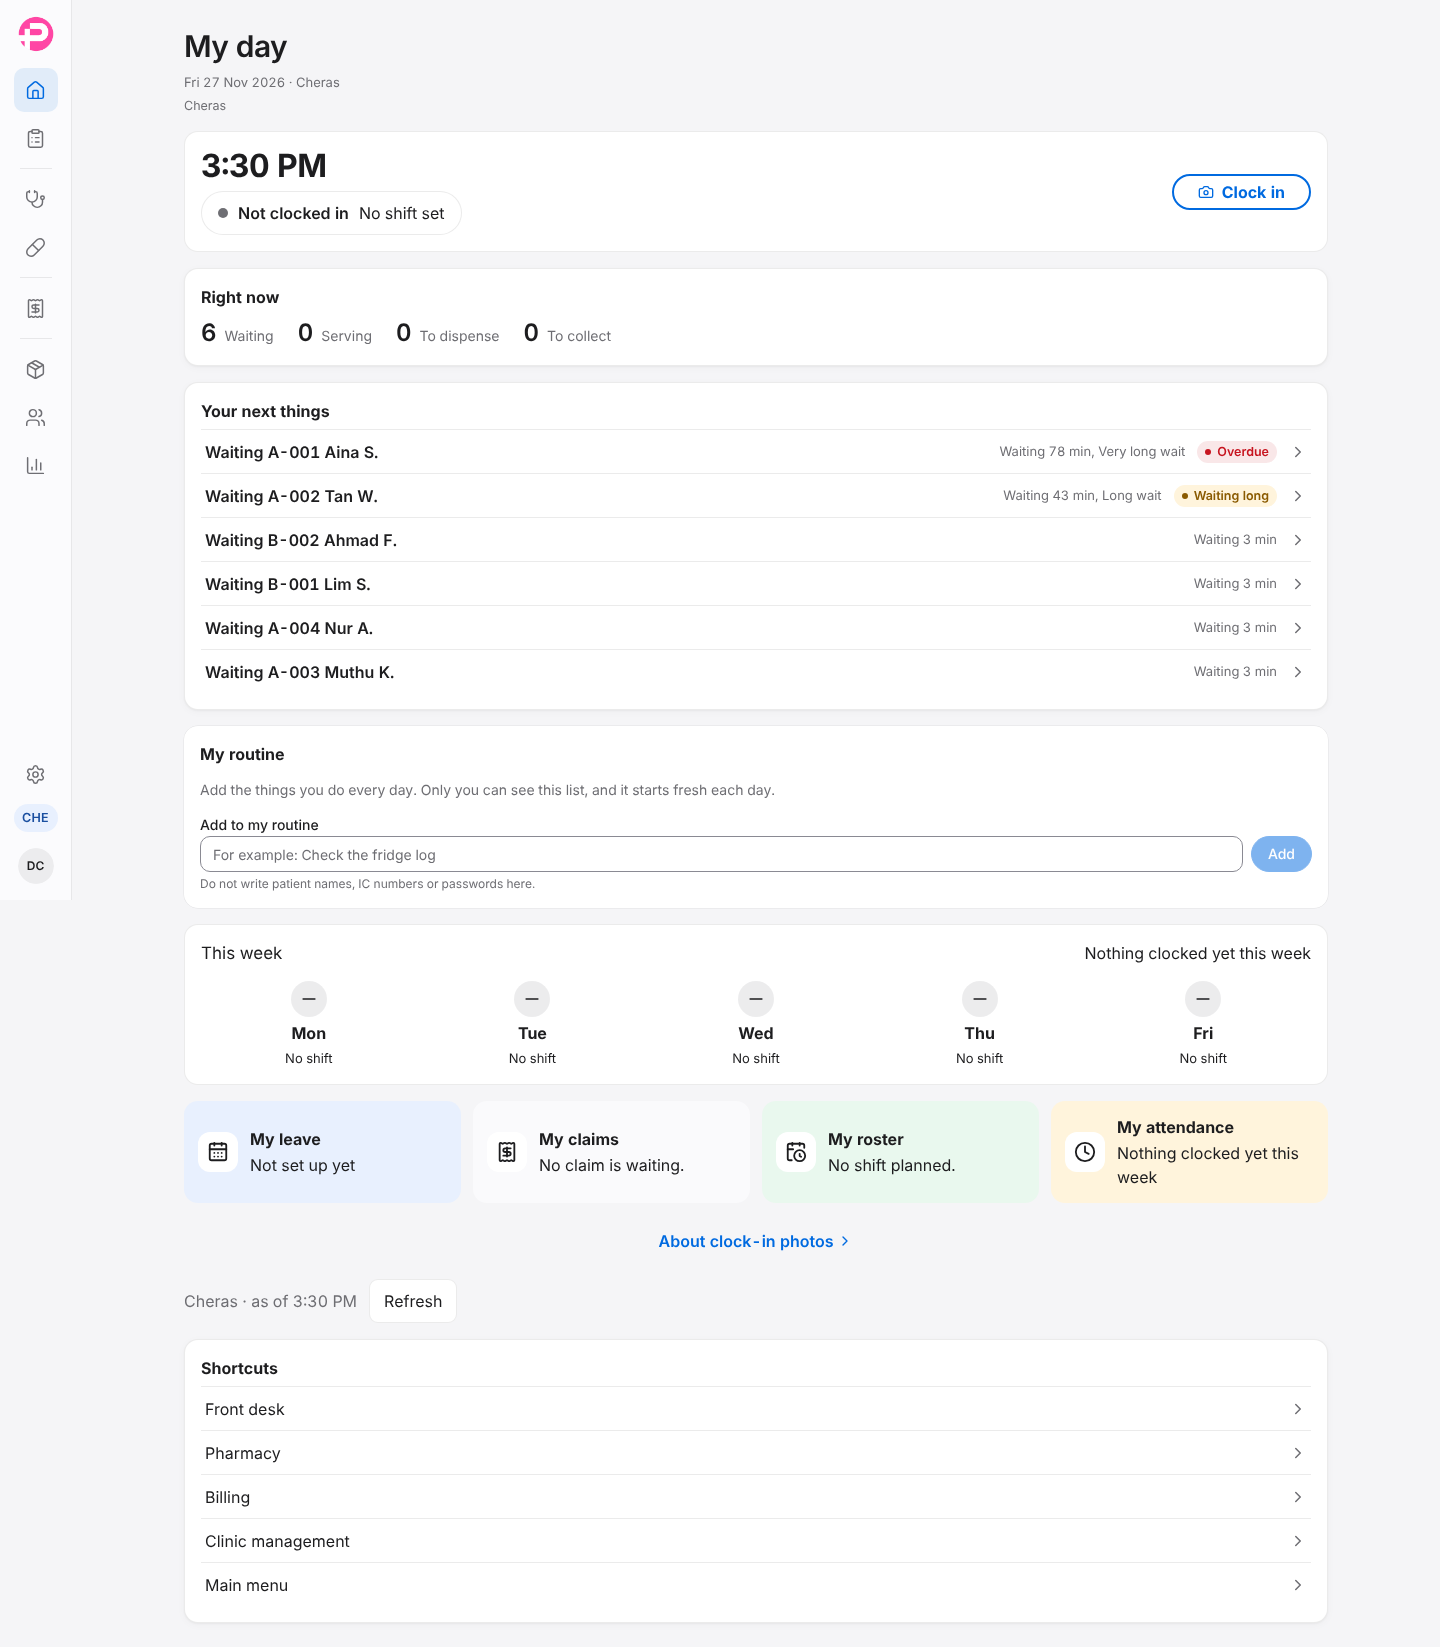 My day
Fri 27 Nov 2026 · Cheras
Cheras
3:30 PM
Not clocked in No shift set
Clock in
Right now
6 Waiting 0 Serving 0 To dispense 0 To collect
Your next things
Waiting A-001 Aina S. Waiting 78 min, Very long wait Overdue
Waiting A-002 Tan W. Waiting 43 min, Long wait Waiting long
Waiting B-002 Ahmad F. Waiting 3 min
Waiting B-001 Lim S. Waiting 3 min
Waiting A-004 Nur A. Waiting 3 min
Waiting A-003 Muthu K. Waiting 3 min
My routine
Add the things you do every day. Only you can see this list, and it starts fresh each day.
Add to my routine
For example: Check the fridge log Add
Do not write patient names, IC numbers or passwords here.
CHE
DC
This week Nothing clocked yet this week
Mon Tue Wed Thu Fri
No shift No shift No shift No shift No shift
My leave
Not set up yet
My claims
No claim is waiting.
My roster
No shift planned.
My attendance
Nothing clocked yet this
week
About clock-in photos
Cheras · as of 3:30 PM Refresh
Shortcuts
Front desk
Pharmacy
Billing
Clinic management
Main menu